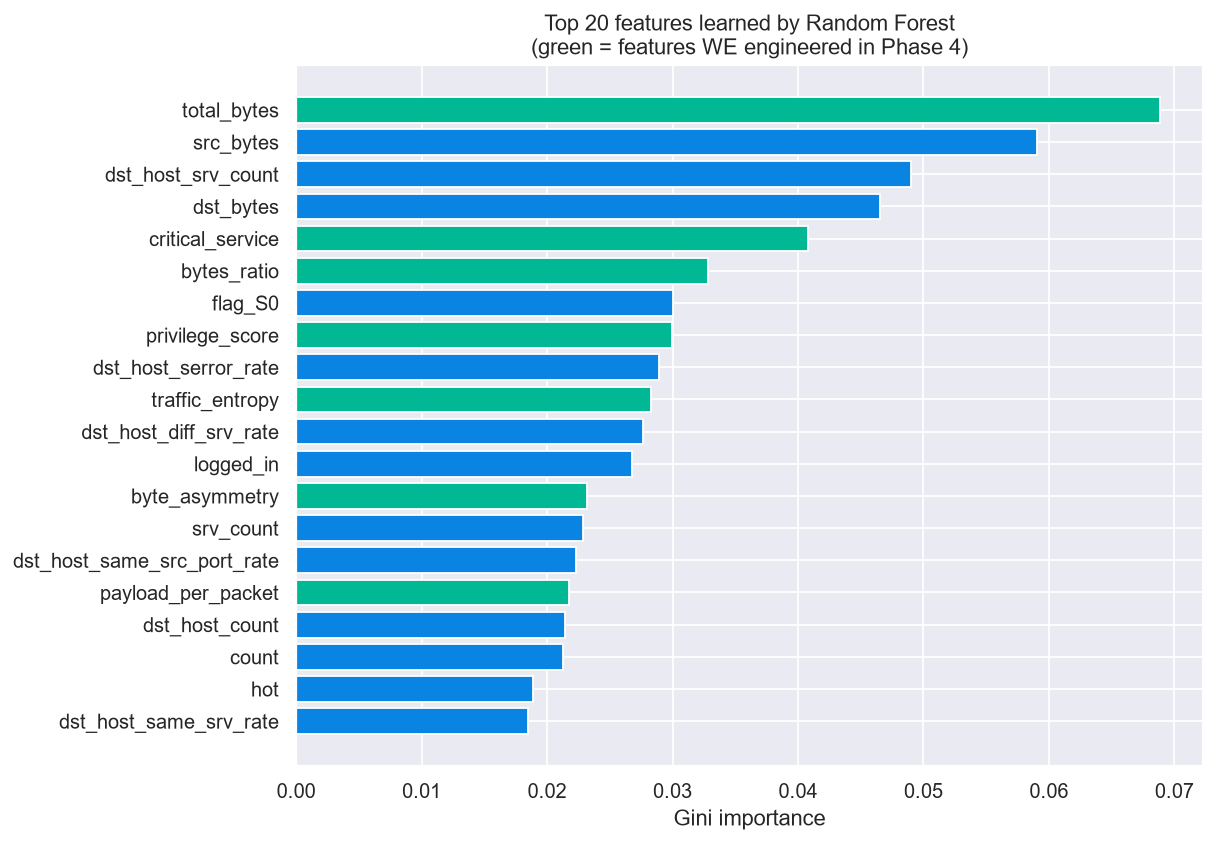 Top 20 features learned by Random Forest
(green = features WE engineered in Phase 4)
total_bytes
src_bytes
dst_host_srv_count
dst_bytes
critical_service
bytes_ratio
flag_S0
privilege_score
dst_host_serror_rate
traffic_entropy
dst_host_diff_srv_rate
logged_in
byte_asymmetry
srv_count
dst_host_same_src_port_rate
payload_per_packet
dst_host_count
count
hot
dst_host_same_srv_rate
0.00 0.01 0.02 0.03 0.04 0.05 0.06 0.07
Gini importance